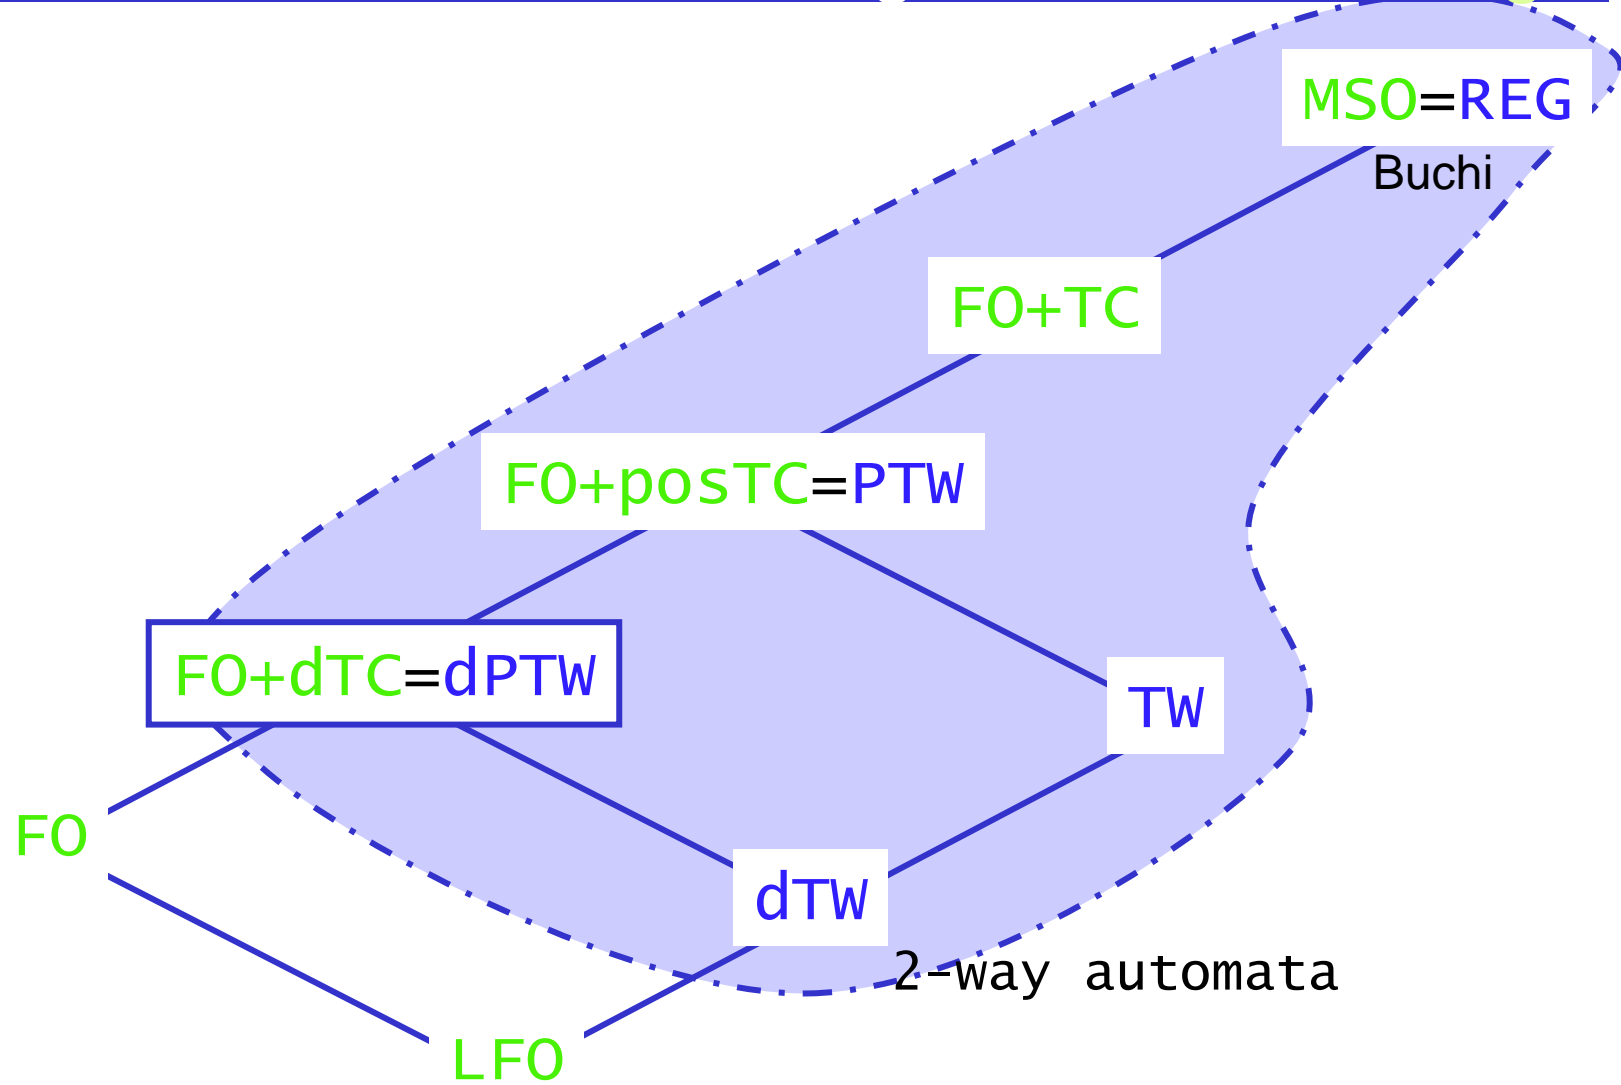 MSO=REG
Buchi
FO+TC
FO+posTC=PTW
FO+dTC=dPTW
TW
FO
dTW
2-way automata
LFO